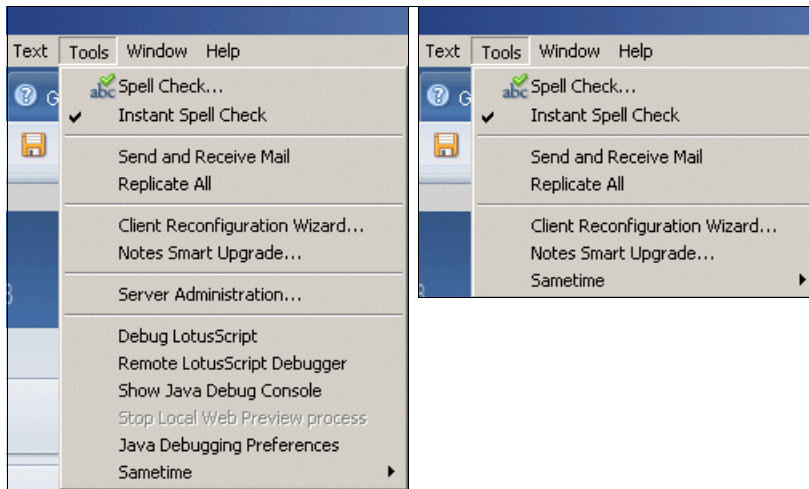 Text Tools Window Help
G
abc Spell Check...
Instant Spell Check
Send and Receive Mail
Replicate All
Client Reconfiguration Wizard...
Notes Smart Upgrade...
Server Administration...
Debug LotusScript
Remote LotusScript Debugger
Show Java Debug Console
Stop Local Web Preview process
Java Debugging Preferences
Sametime
Text Tools Window Help
G
abc Spell Check...
Instant Spell Check
Send and Receive Mail
Replicate All
Client Reconfiguration Wizard...
Notes Smart Upgrade...
Sametime